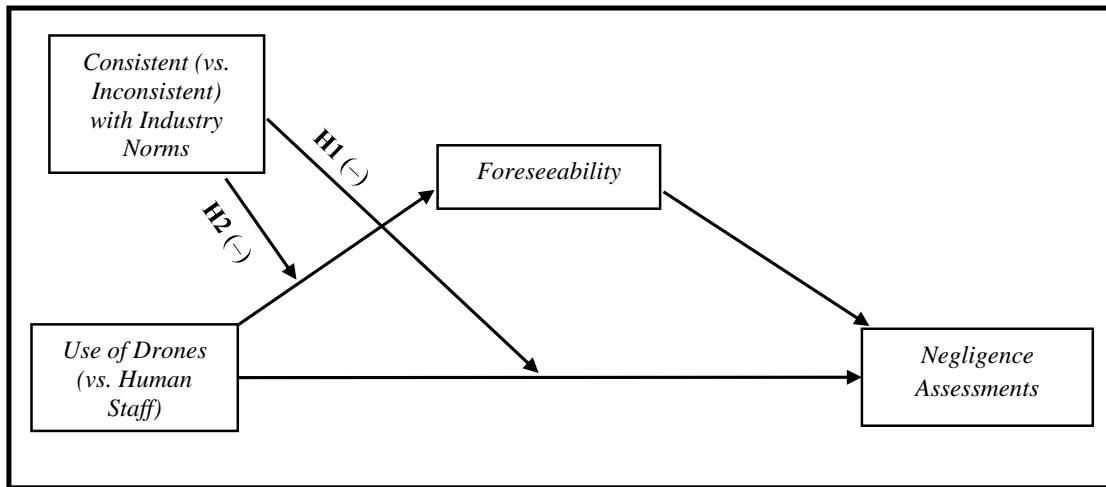 Consistent (vs.
Inconsistent)
with Industry
Norms
H1 (–)
Foreseeability
H2 (–)
Use of Drones
(vs. Human
Staff)
Negligence
Assessments